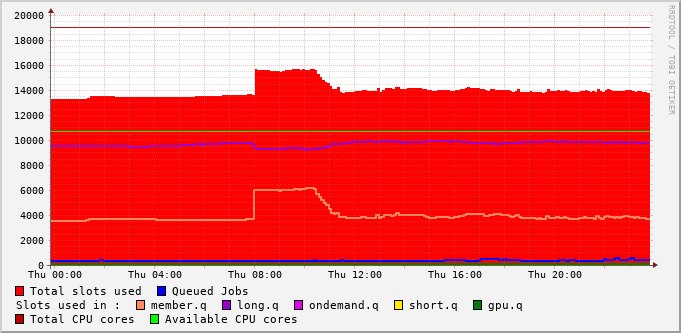 RRDTOOL / TOBI OETIKER
20000
18000
16000
14000
12000
10000
8000
6000
4000
2000
0
Thu 00:00 Thu 04:00 Thu 08:00 Thu 12:00 Thu 16:00 Thu 20:00
Total slots used Queued Jobs
Slots used in : member.q long.q ondemand.q short.q gpu.q
Total CPU cores Available CPU cores